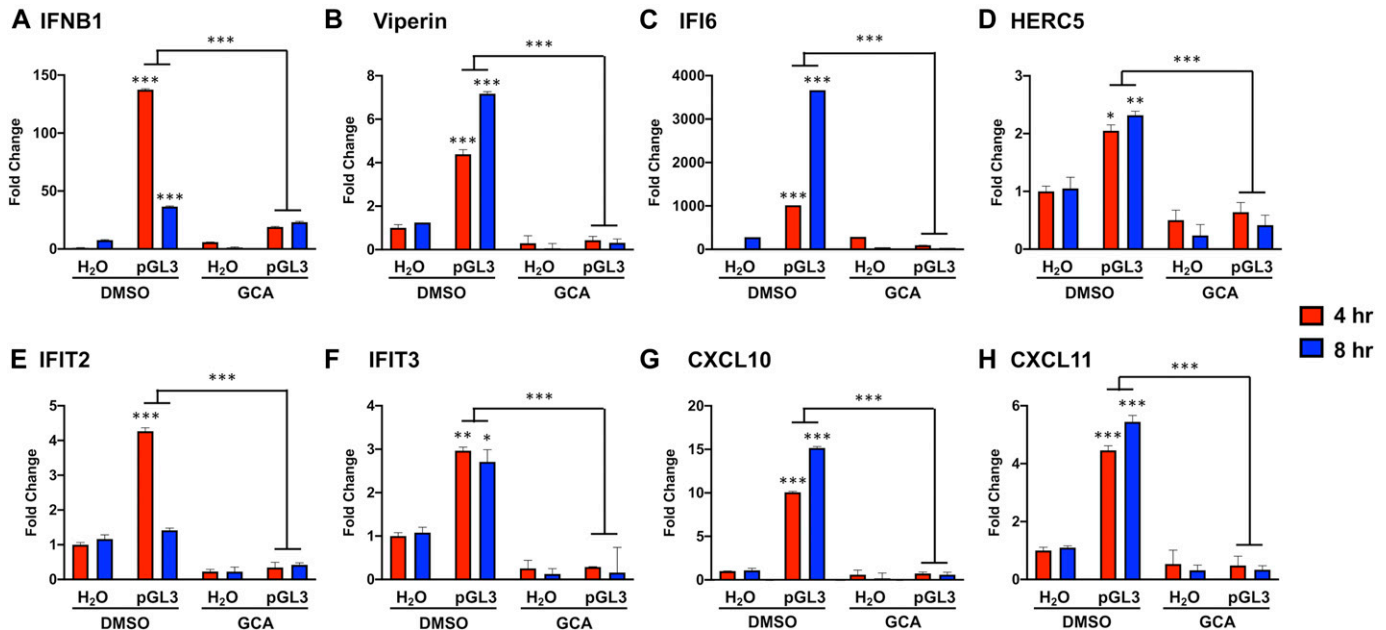 A IFNB1
***
***
***
150
100
50
0
Fold Change
H₂O pGL3 H₂O pGL3
DMSO GCA
B Viperin
***
***
***
8
6
4
2
0
Fold Change
H₂O pGL3 H₂O pGL3
DMSO GCA
C IFI6
***
***
***
4000
3000
2000
1000
0
Fold Change
H₂O pGL3 H₂O pGL3
DMSO GCA
D HERC5
***
* **
3
2
1
0
Fold Change
H₂O pGL3 H₂O pGL3
DMSO GCA
4 hr
8 hr
E IFIT2
***
***
5
4
3
2
1
0
Fold Change
H₂O pGL3 H₂O pGL3
DMSO GCA
F IFIT3
***
** *
4
3
2
1
0
Fold Change
H₂O pGL3 H₂O pGL3
DMSO GCA
G CXCL10
***
***
***
20
15
10
5
0
Fold Change
H₂O pGL3 H₂O pGL3
DMSO GCA
H CXCL11
***
***
***
6
4
2
0
Fold Change
H₂O pGL3 H₂O pGL3
DMSO GCA